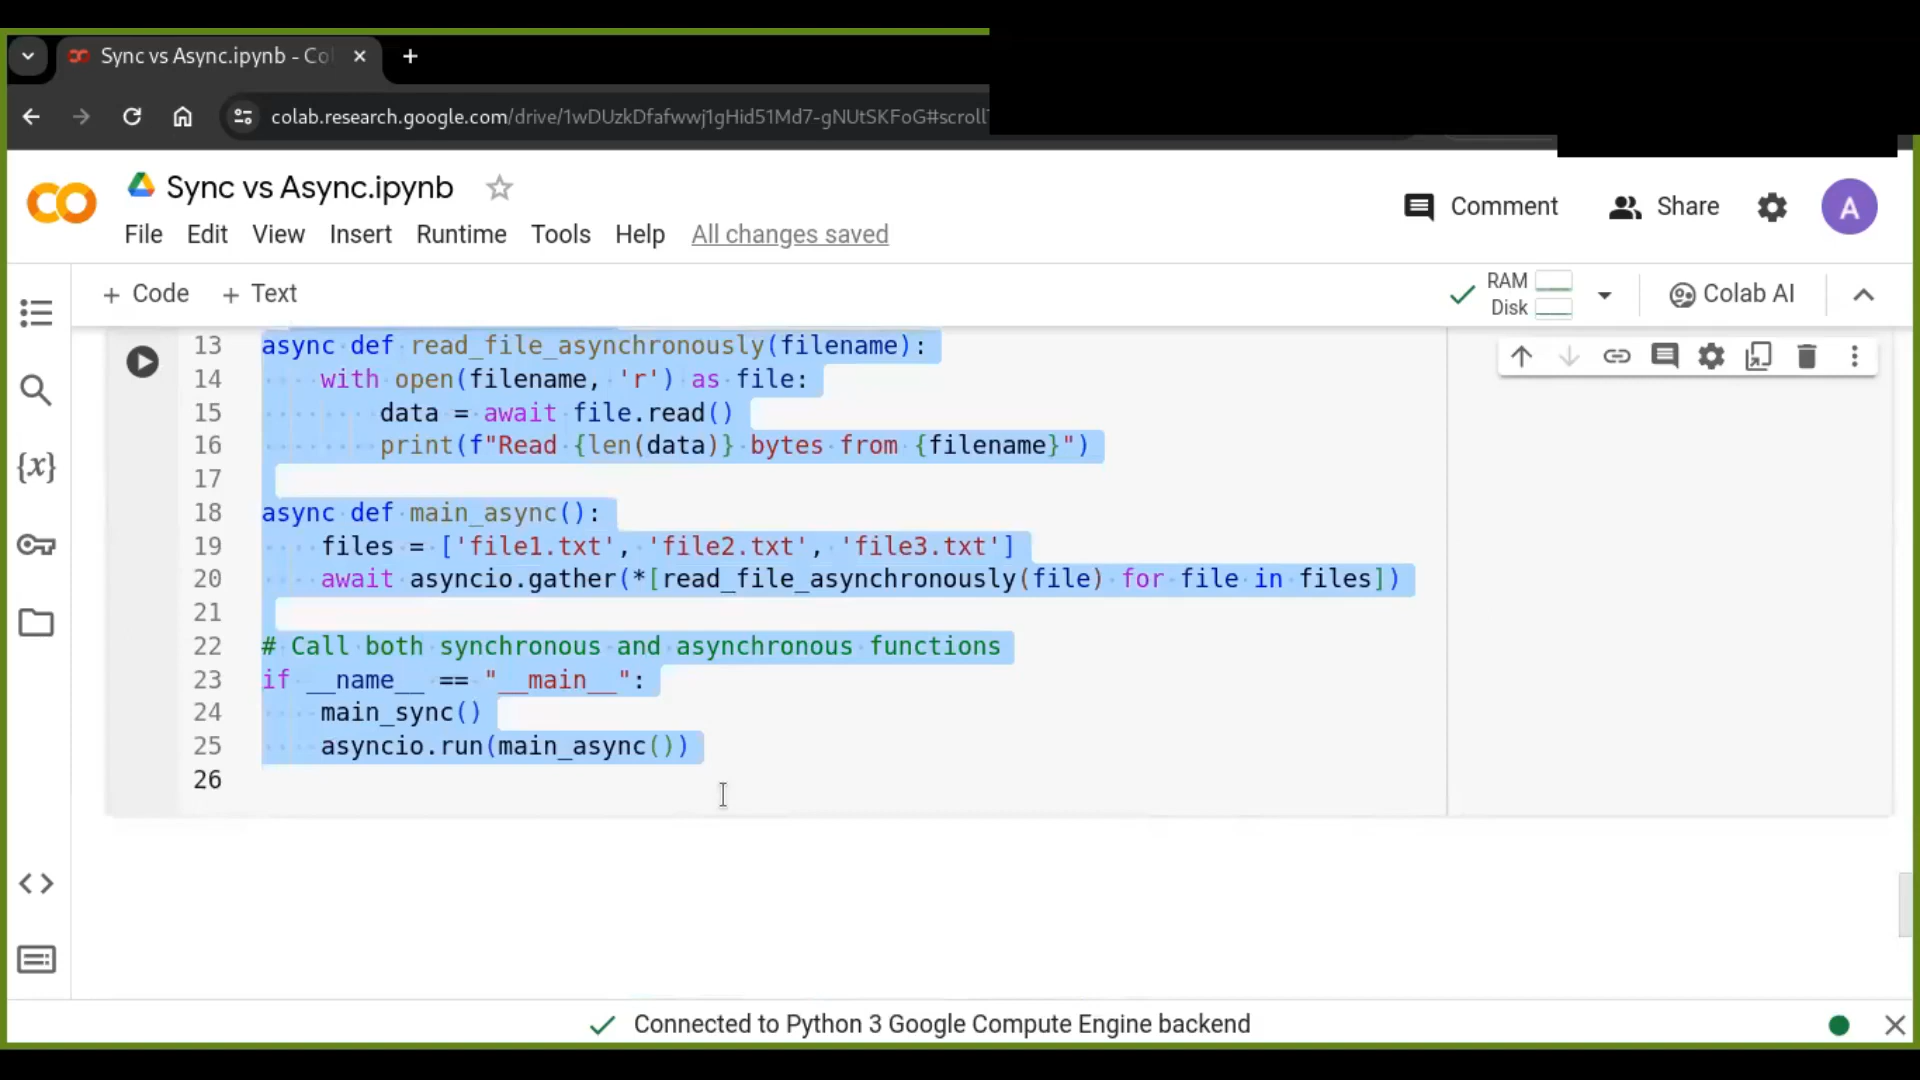 Sync vs Async.ipynb - Co
colab.research.google.com/drive/1wDUzkDfafwwj1gHid51Md7-gNUtSKFoG#scroll
Sync vs Async.ipynb
Comment
Share
A
File Edit View Insert Runtime Tools Help All changes saved
+ Code + Text
RAM
Disk
Colab AI
13 async def read_file_asynchronously(filename):
14     with open(filename, 'r') as file:
15         data = await file.read()
16         print(f"Read {len(data)} bytes from {filename}")
17
18 async def main_async():
19     files = ['file1.txt', 'file2.txt', 'file3.txt']
20     await asyncio.gather(*[read_file_asynchronously(file) for file in files])
21
22 # Call both synchronous and asynchronous functions
23 if __name__ == "__main__":
24     main_sync()
25     asyncio.run(main_async())
26
Connected to Python 3 Google Compute Engine backend